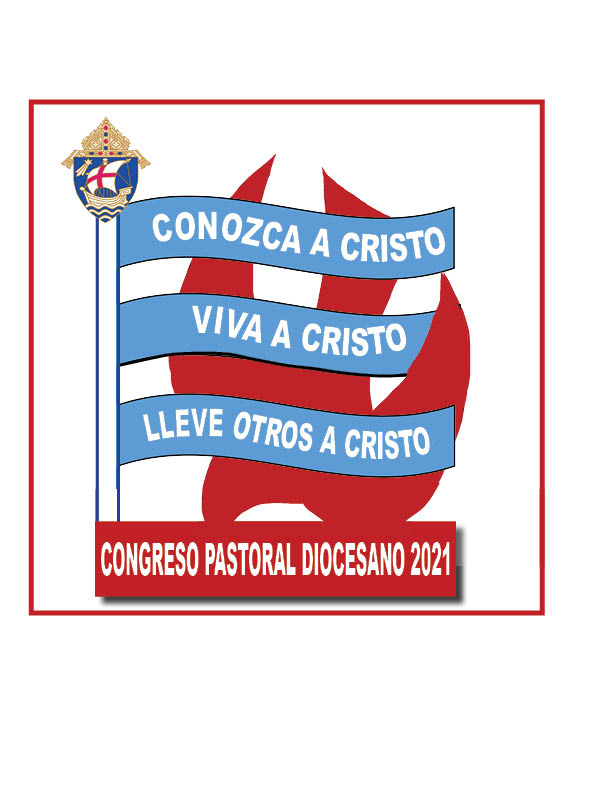 CONOZCA A CRISTO
VIVA A CRISTO
LLEVE OTROS A CRISTO
CONGRESO PASTORAL DIOCESANO 2021